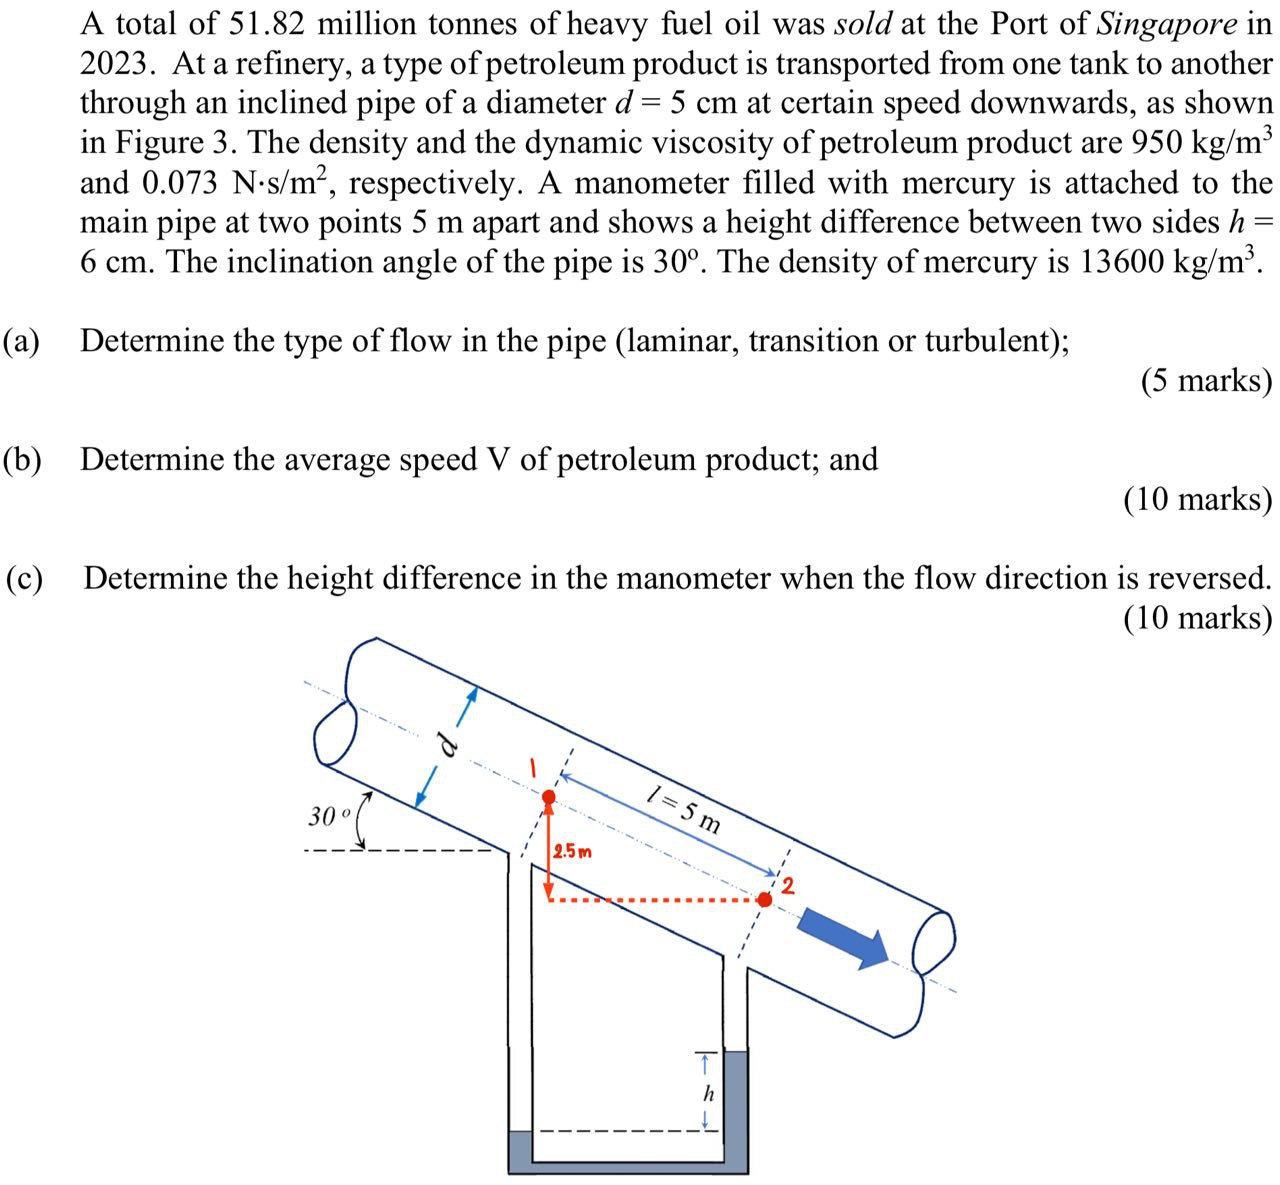 A total of 51.82 million tonnes of heavy fuel oil was sold at the Port of Singapore in
2023. At a refinery, a type of petroleum product is transported from one tank to another
through an inclined pipe of a diameter d = 5 cm at certain speed downwards, as shown
in Figure 3. The density and the dynamic viscosity of petroleum product are 950 kg/m³
and 0.073 N·s/m², respectively. A manometer filled with mercury is attached to the
main pipe at two points 5 m apart and shows a height difference between two sides h =
6 cm. The inclination angle of the pipe is 30º. The density of mercury is 13600 kg/m³.
(a) Determine the type of flow in the pipe (laminar, transition or turbulent);
(5 marks)
(b) Determine the average speed V of petroleum product; and
(10 marks)
(c) Determine the height difference in the manometer when the flow direction is reversed.
(10 marks)
d
1
l = 5 m
30 º
2.5m
2
h